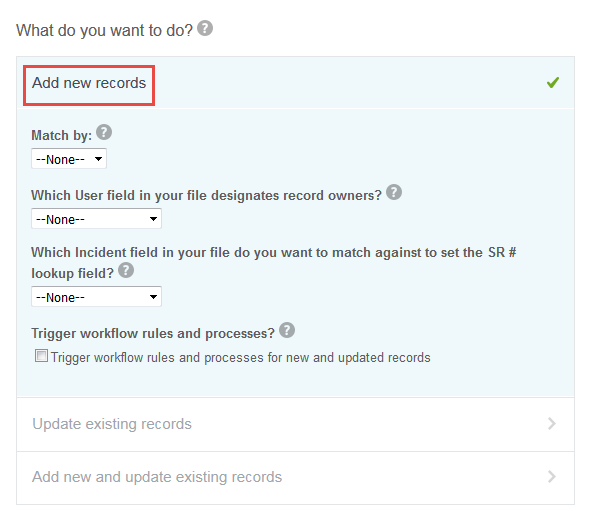 What do you want to do? ?
Add new records
Match by: ?
--None--
Which User field in your file designates record owners? ?
--None--
Which Incident field in your file do you want to match against to set the SR #
lookup field? ?
--None--
Trigger workflow rules and processes? ?
Trigger workflow rules and processes for new and updated records
Update existing records
Add new and update existing records